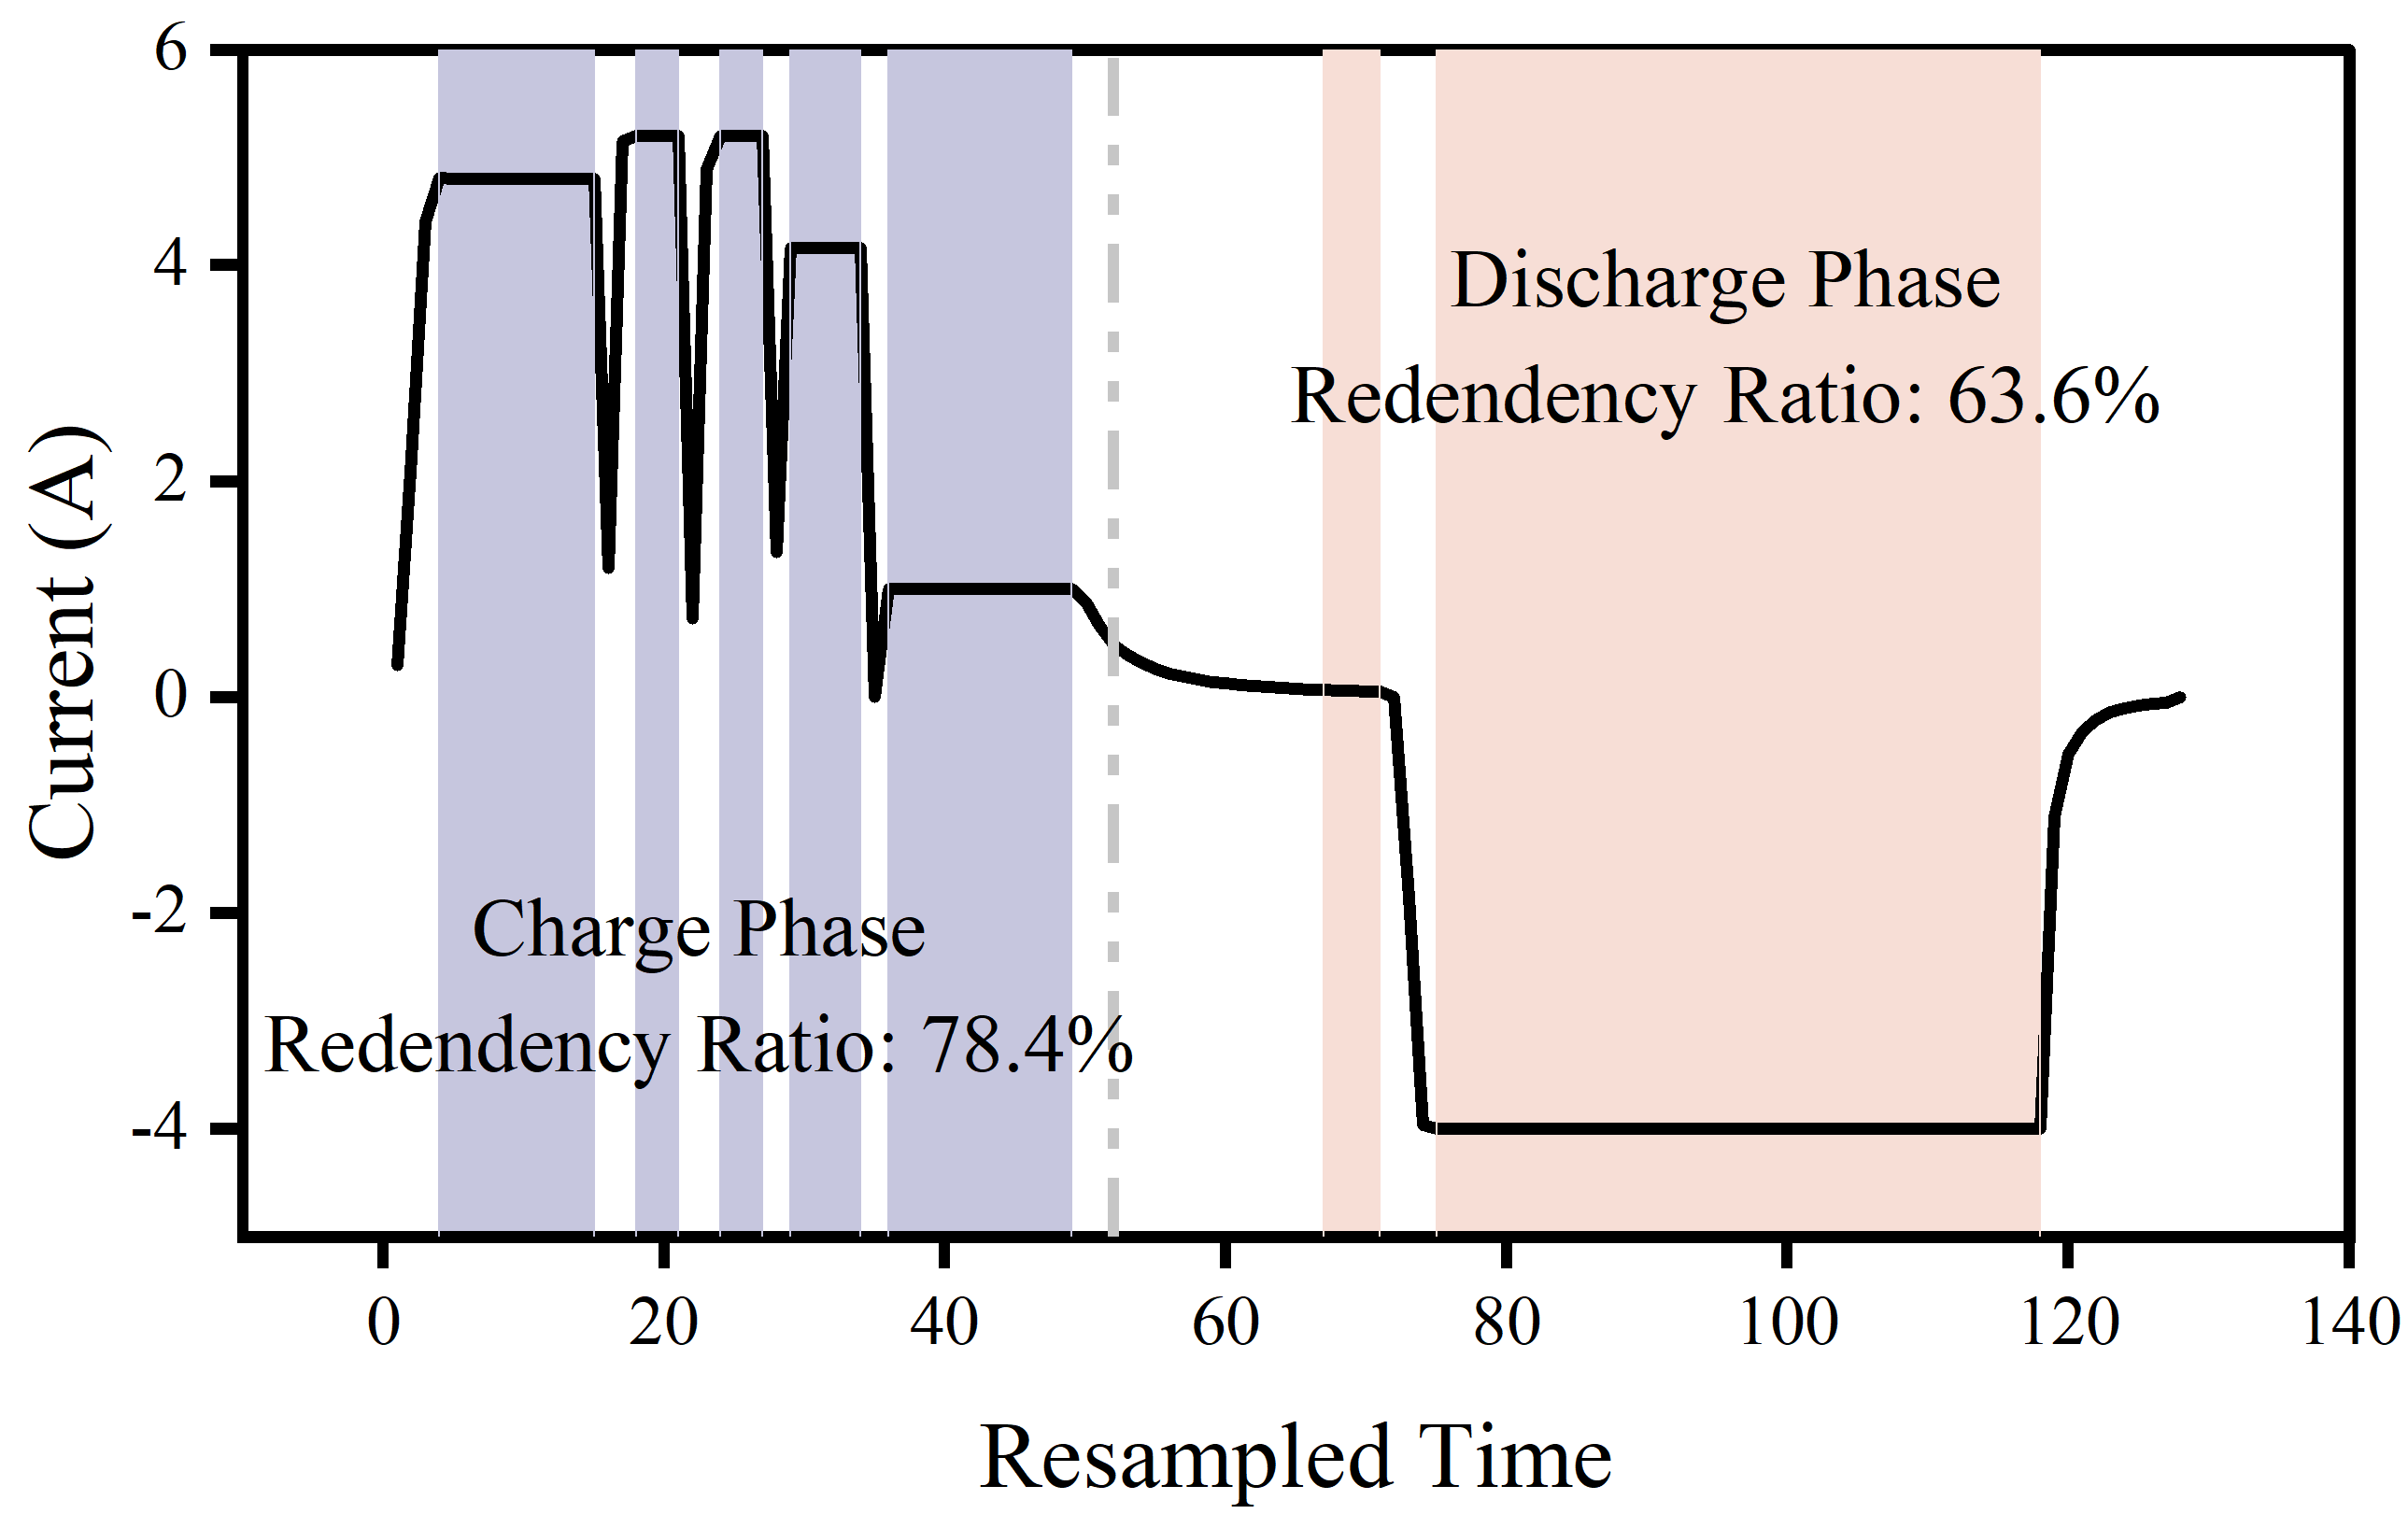 6
4
2
0
-2
-4
Current (A)
Discharge Phase
Redendency Ratio: 63.6%
Charge Phase
Redendency Ratio: 78.4%
0 20 40 60 80 100 120 140
Resampled Time